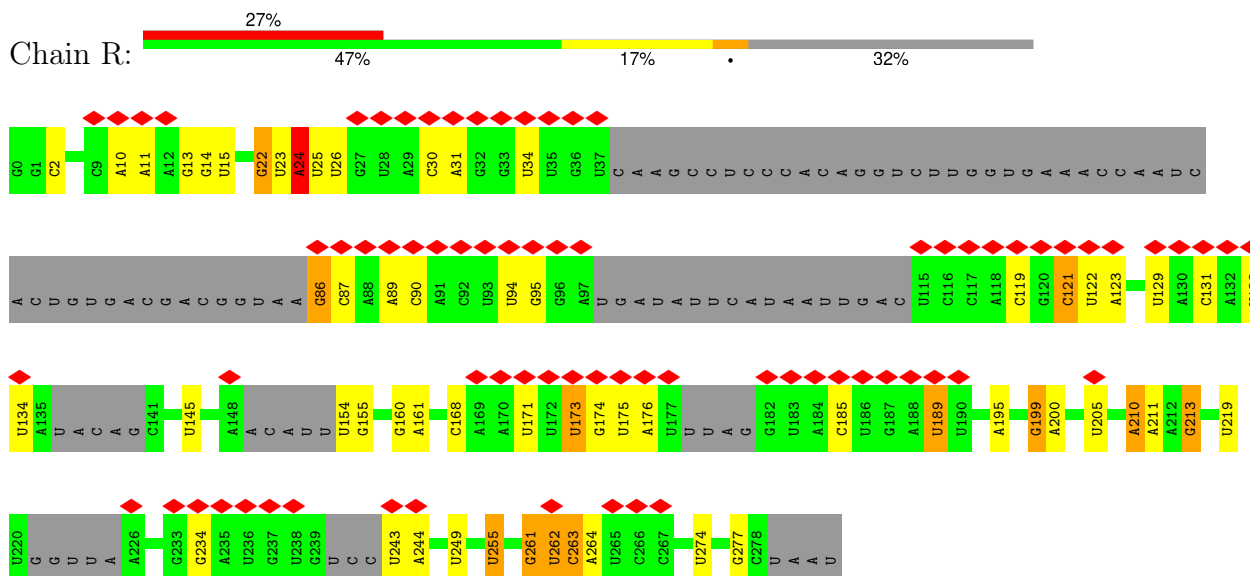 27%
Chain R:
47% 17% • 32%
G0 G1 C2 C9 A10 A11 A12 G13 G14 U15 G22 U23 A24 U25 U26 G27 U28 A29 C30 A31 G32 G33 U34 U35 G36 U37 C A A G C C U C C C A C A G G U C U U G G U G A A A C C A A U C
A C U G U G A C G A C G G U A A G86 C87 A88 A89 C90 A91 C92 U93 U94 G95 G96 A97 U G A U A U U C A U A A U U G A C U115 C116 C117 A118 C119 G120 C121 U122 A123 U129 A130 C131 A132
U134 A135 U A C A G C141 U145 A148 A C A U U U154 G155 G160 A161 C168 A169 A170 U171 U172 U173 G174 U175 A176 U177 U U A G G182 U183 A184 C185 U186 G187 A188 U189 U190 A195 G199 A200 U205 A210 A211 A212 G213 U219
U220 G G U U A A226 G233 G234 A235 U236 G237 U238 G239 U C C U243 A244 U249 U255 G261 U262 C263 A264 U265 C266 C267 U274 G277 C278 U A A U